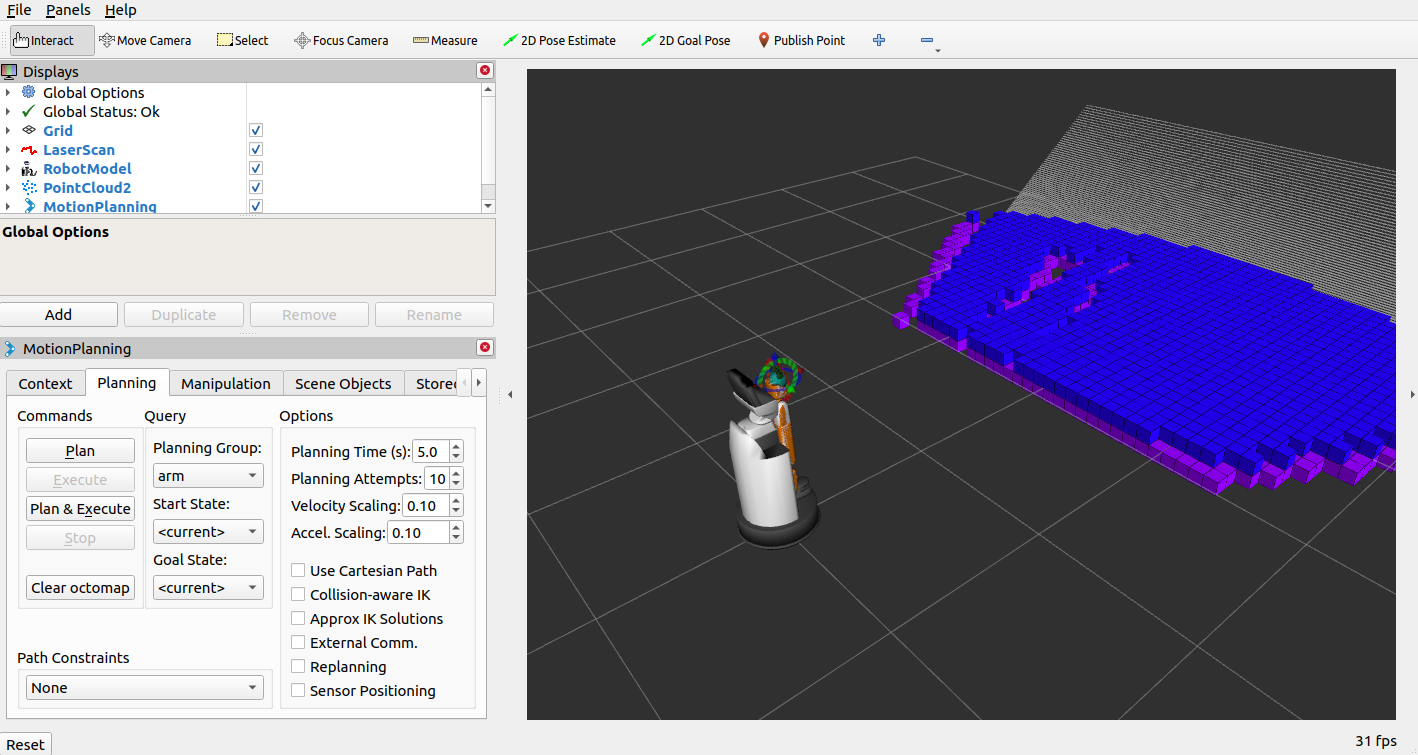 File Panels Help
Interact Move Camera Select Focus Camera Measure 2D Pose Estimate 2D Goal Pose Publish Point
Displays
Global Options
Global Status: Ok
Grid
LaserScan
RobotModel
PointCloud2
MotionPlanning
Global Options
Add Duplicate Remove Rename
MotionPlanning
Context Planning Manipulation Scene Objects Stored
Commands Query Options
Plan
Execute
Plan & Execute
Stop
Clear octomap
Planning Group:
arm
Start State:
<current>
Goal State:
<current>
Planning Time (s): 5.0
Planning Attempts: 10
Velocity Scaling: 0.10
Accel. Scaling: 0.10
Use Cartesian Path
Collision-aware IK
Approx IK Solutions
External Comm.
Replanning
Sensor Positioning
Path Constraints
None
Reset
31 fps